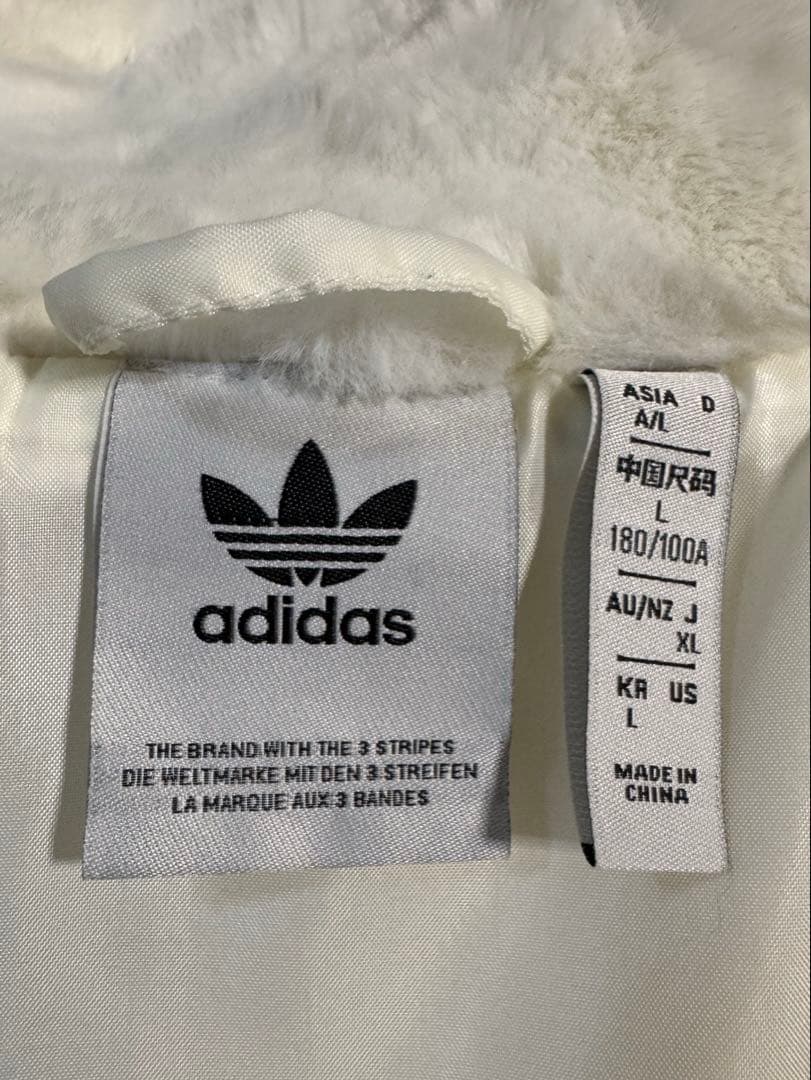 adidas
THE BRAND WITH THE 3 STRIPES
DIE WELTMARKE MIT DEN 3 STREIFEN
LA MARQUE AUX 3 BANDES
ASIA D
A/L
中国尺码
L
180/100A
AU/NZ J
XL
KR US
L
MADE IN
CHINA